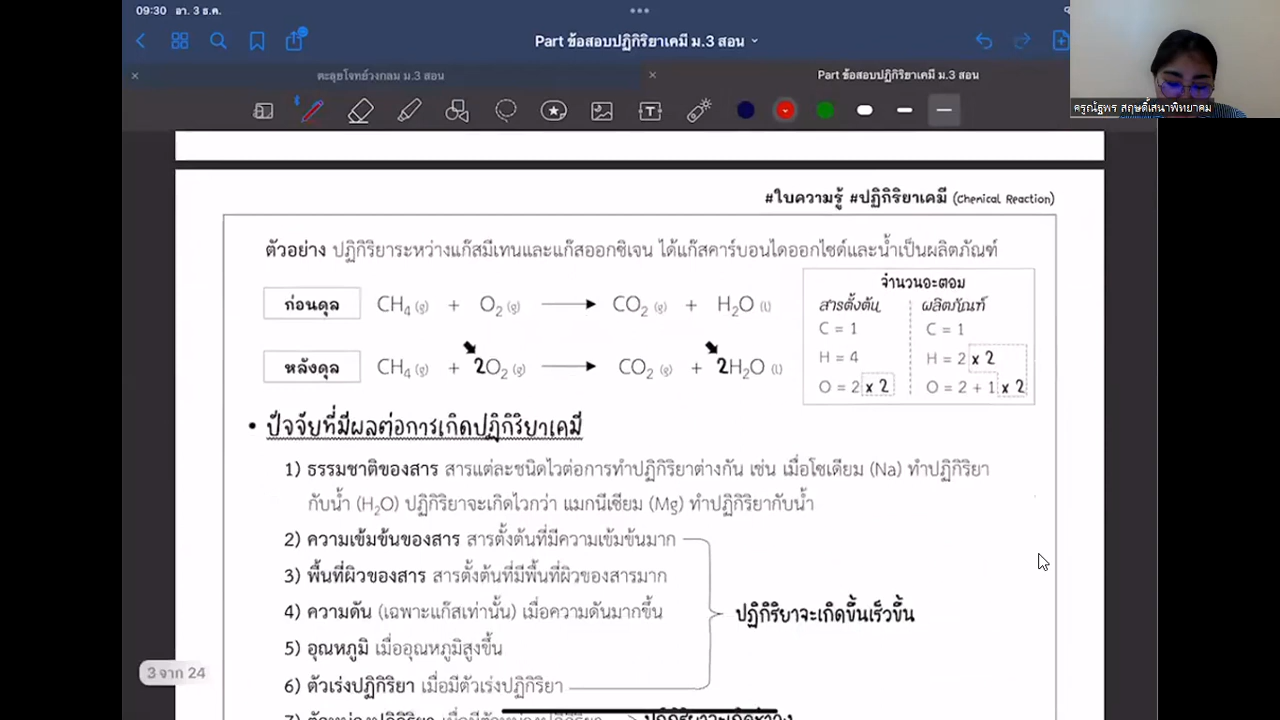 09:30 อา. 3 ธ.ค.
Part ข้อสอบปฏิกิริยาเคมี ม.3 สอน
ตะลุยโจทย์วงกลม ม.3 สอน
Part ข้อสอบปฏิกิริยาเคมี ม.3 สอน
ครูณัฐพร สฤษดิ์เสนาพิทยาคม
#ใบความรู้ #ปฏิกิริยาเคมี (Chemical Reaction)
ตัวอย่าง ปฏิกิริยาระหว่างแก๊สมีเทนและแก๊สออกซิเจน ได้แก๊สคาร์บอนไดออกไซด์และน้ำเป็นผลิตภัณฑ์
ก่อนดุล CH₄ (g) + O₂ (g) ⟶ CO₂ (g) + H₂O (l)
หลังดุล CH₄ (g) + 2O₂ (g) ⟶ CO₂ (g) + 2H₂O (l)
จำนวนอะตอม
สารตั้งต้น ผลิตภัณฑ์
C = 1 C = 1
H = 4 H = 2 x 2
O = 2 x 2 O = 2 + 1 x 2
• ปัจจัยที่มีผลต่อการเกิดปฏิกิริยาเคมี
1) ธรรมชาติของสาร สารแต่ละชนิดไวต่อการทำปฏิกิริยาต่างกัน เช่น เมื่อโซเดียม (Na) ทำปฏิกิริยา
กับน้ำ (H₂O) ปฏิกิริยาจะเกิดไวกว่า แมกนีเซียม (Mg) ทำปฏิกิริยากับน้ำ
2) ความเข้มข้นของสาร สารตั้งต้นที่มีความเข้มข้นมาก
3) พื้นที่ผิวของสาร สารตั้งต้นที่มีพื้นที่ผิวของสารมาก
4) ความดัน (เฉพาะแก๊สเท่านั้น) เมื่อความดันมากขึ้น
ปฏิกิริยาจะเกิดขึ้นเร็วขึ้น
5) อุณหภูมิ เมื่ออุณหภูมิสูงขึ้น
6) ตัวเร่งปฏิกิริยา เมื่อมีตัวเร่งปฏิกิริยา
3 จาก 24